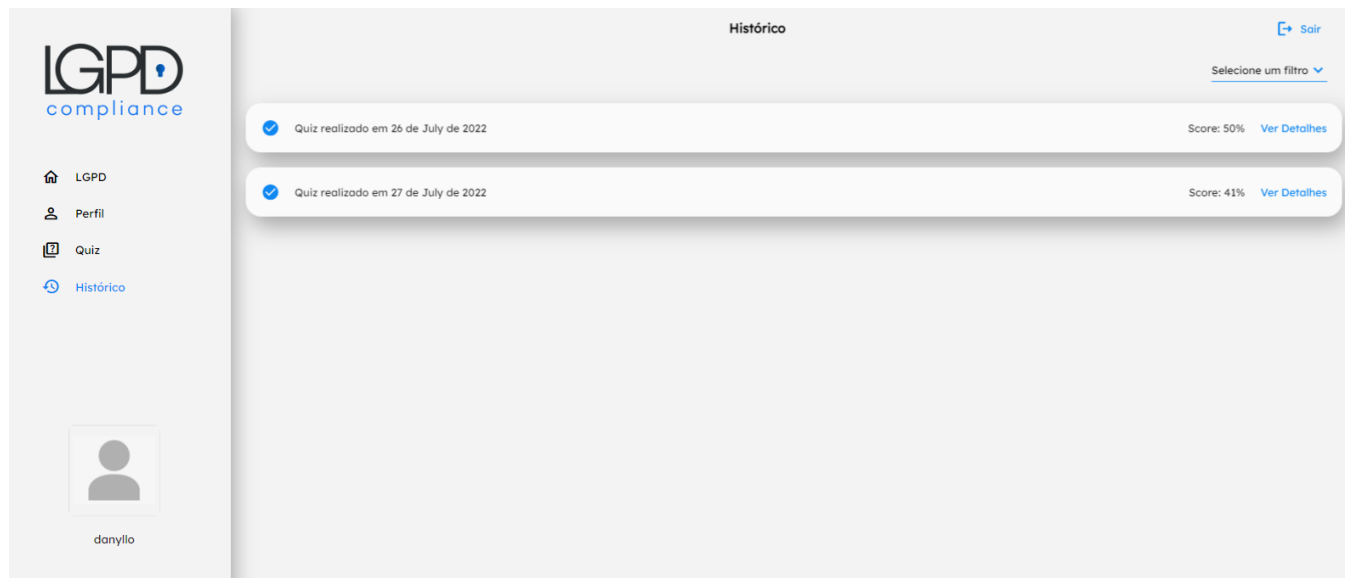 LGPD
compliance
LGPD
Perfil
Quiz
Histórico
danyllo
Histórico
Sair
Selecione um filtro
Quiz realizado em 26 de July de 2022 Score: 50% Ver Detalhes
Quiz realizado em 27 de July de 2022 Score: 41% Ver Detalhes